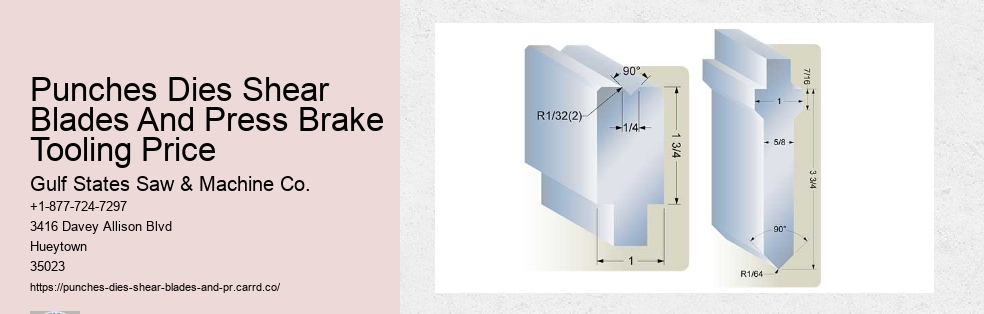 Punches Dies Shear
Blades And Press Brake
Tooling Price
Gulf States Saw & Machine Co.
+1-877-724-7297
3416 Davey Allison Blvd
Hueytown
35023
https://punches-dies-shear-blades-and-pr.carrd.co/
90°
R1/32(2)
1/4
1 3/4
1
7/16
1
5/8
3 3/4
90°
R1/64